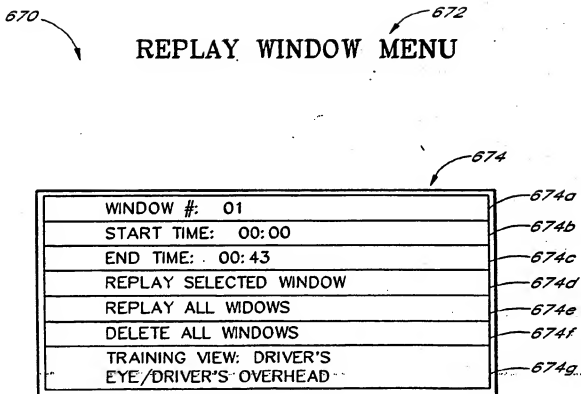 670
672
REPLAY WINDOW MENU
674
WINDOW #: 01
674a
START TIME: 00:00
674b
END TIME: 00:43
674c
REPLAY SELECTED WINDOW
674d
REPLAY ALL WIDOWS
674e
DELETE ALL WINDOWS
674f
TRAINING VIEW: DRIVER'S
EYE/DRIVER'S OVERHEAD
674g